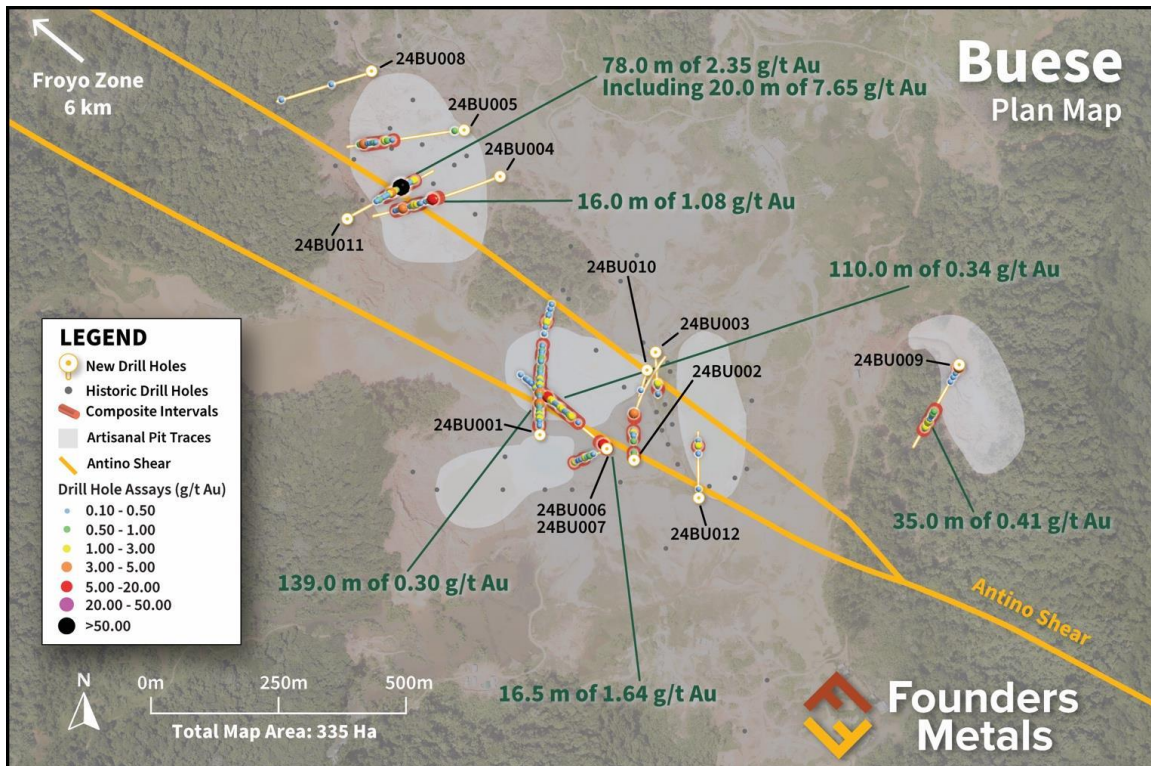 Froyo Zone
6 km
24BU008
24BU005
24BU004
24BU011
78.0 m of 2.35 g/t Au
Including 20.0 m of 7.65 g/t Au
16.0 m of 1.08 g/t Au
Buese
Plan Map
24BU010
110.0 m of 0.34 g/t Au
24BU003
24BU002
24BU009
24BU001
24BU006
24BU007
24BU012
35.0 m of 0.41 g/t Au
139.0 m of 0.30 g/t Au
16.5 m of 1.64 g/t Au
Antino Shear
LEGEND
New Drill Holes
Historic Drill Holes
Composite Intervals
Artisanal Pit Traces
Antino Shear
Drill Hole Assays (g/t Au)
0.10 - 0.50
0.50 - 1.00
1.00 - 3.00
3.00 - 5.00
5.00 -20.00
20.00 - 50.00
>50.00
N
0m 250m 500m
Total Map Area: 335 Ha
Founders
Metals